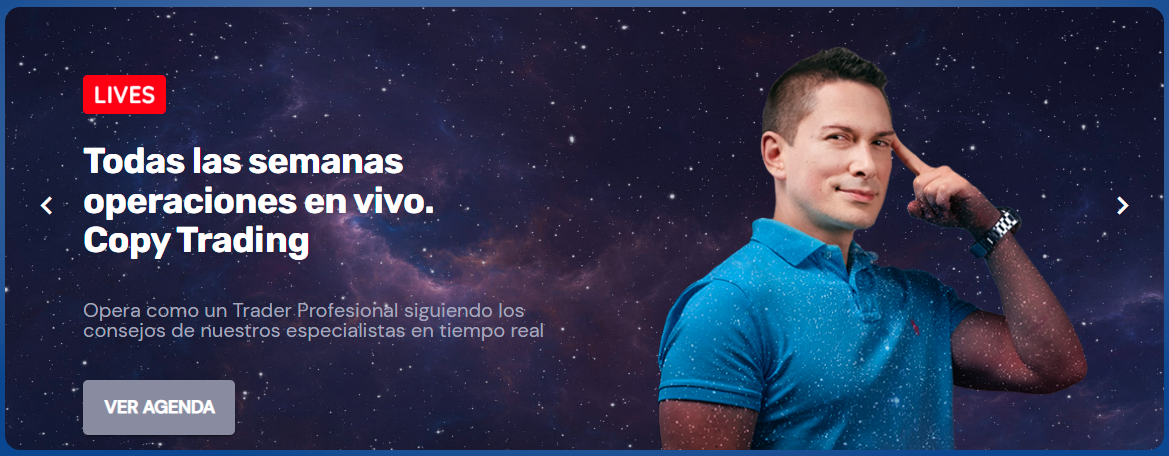 LIVES
Todas las semanas
operaciones en vivo.
Copy Trading
Opera como un Trader Profesional siguiendo los
consejos de nuestros especialistas en tiempo real
VER AGENDA